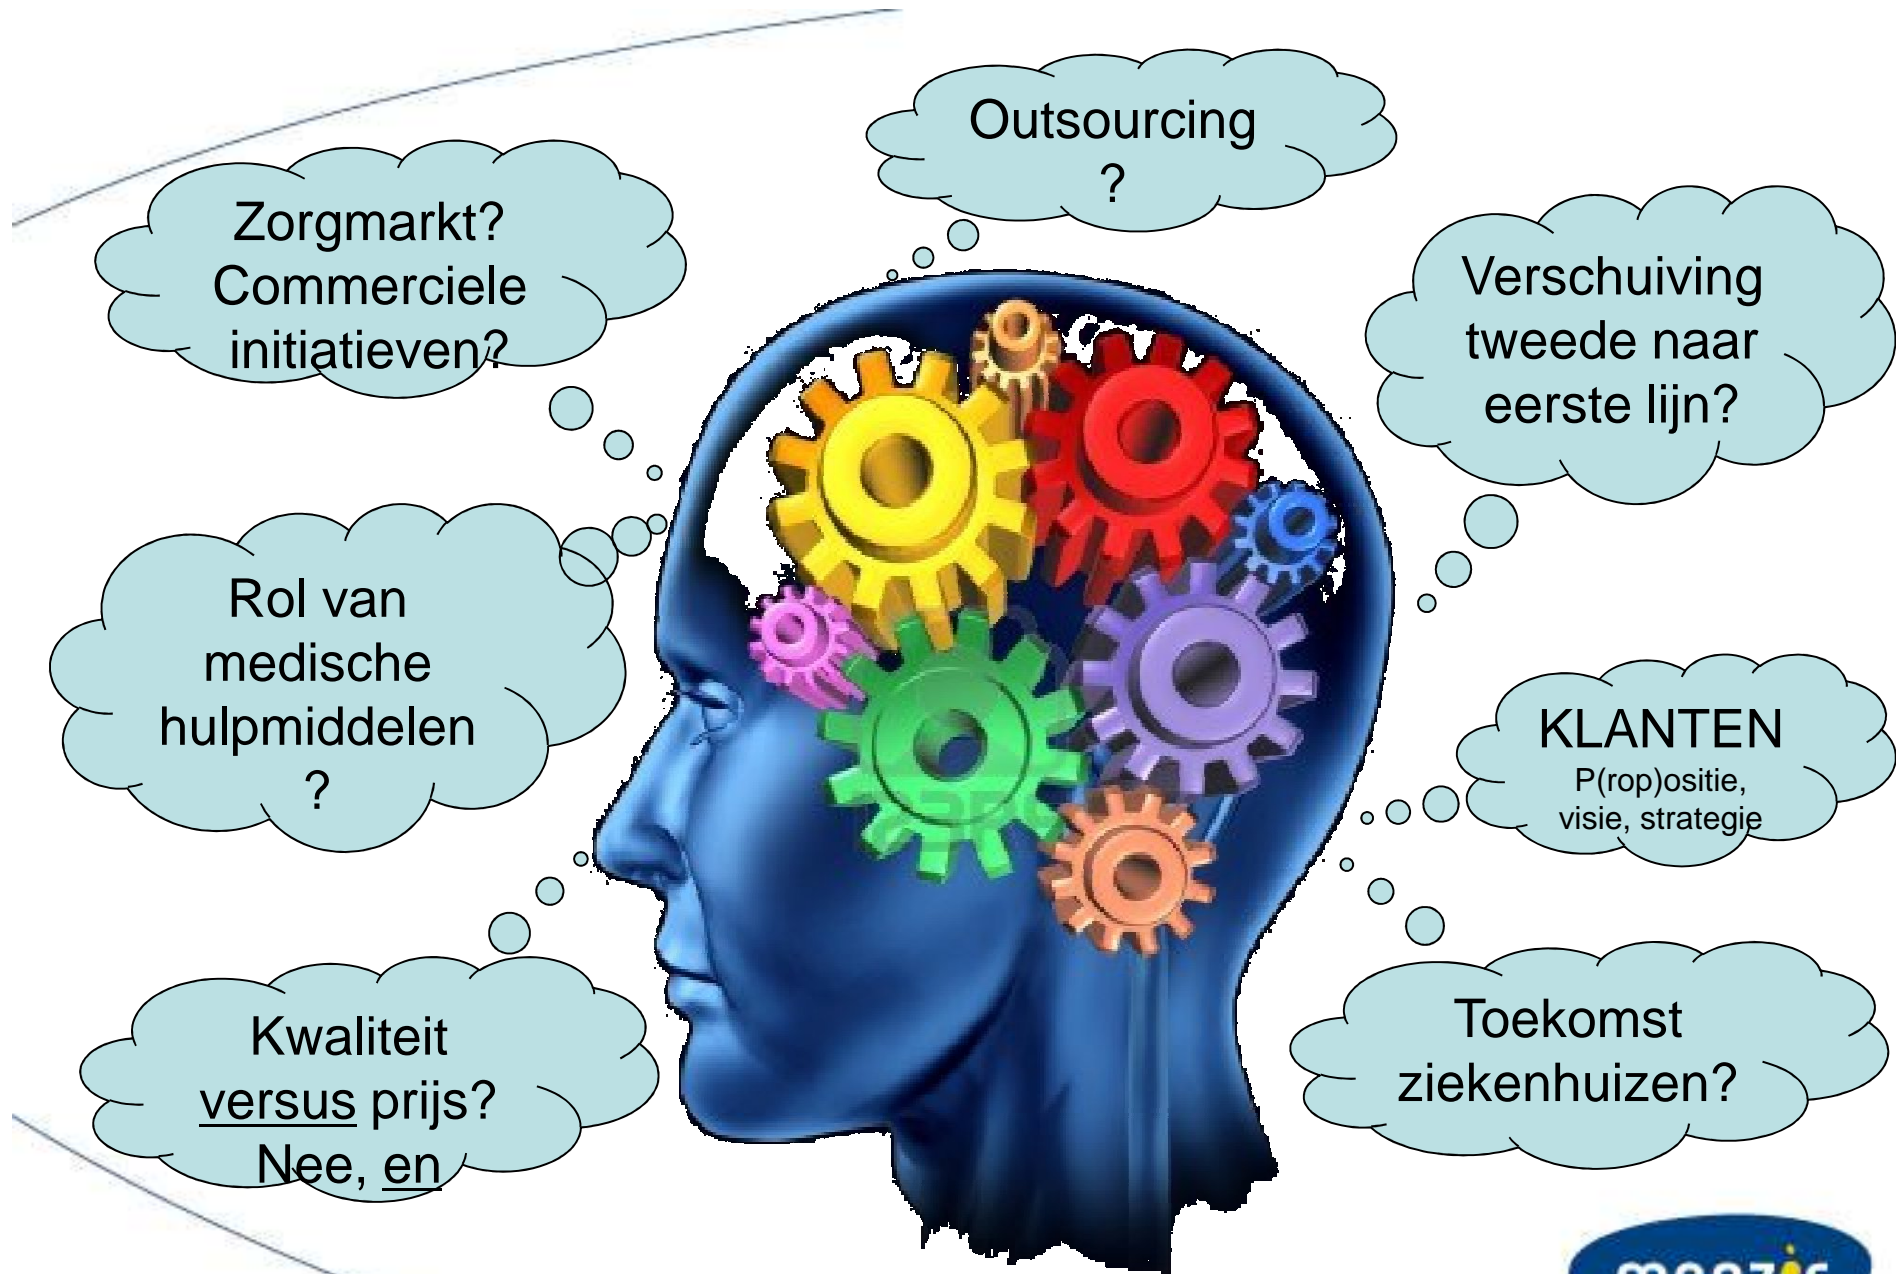 Outsourcing
?
Zorgmarkt?
Commerciele
initiatieven?
Verschuiving
tweede naar
eerste lijn?
Rol van
medische
hulpmiddelen
?
KLANTEN
P(rop)ositie,
visie, strategie
Kwaliteit
versus prijs?
Nee, en
Toekomst
ziekenhuizen?
menzis